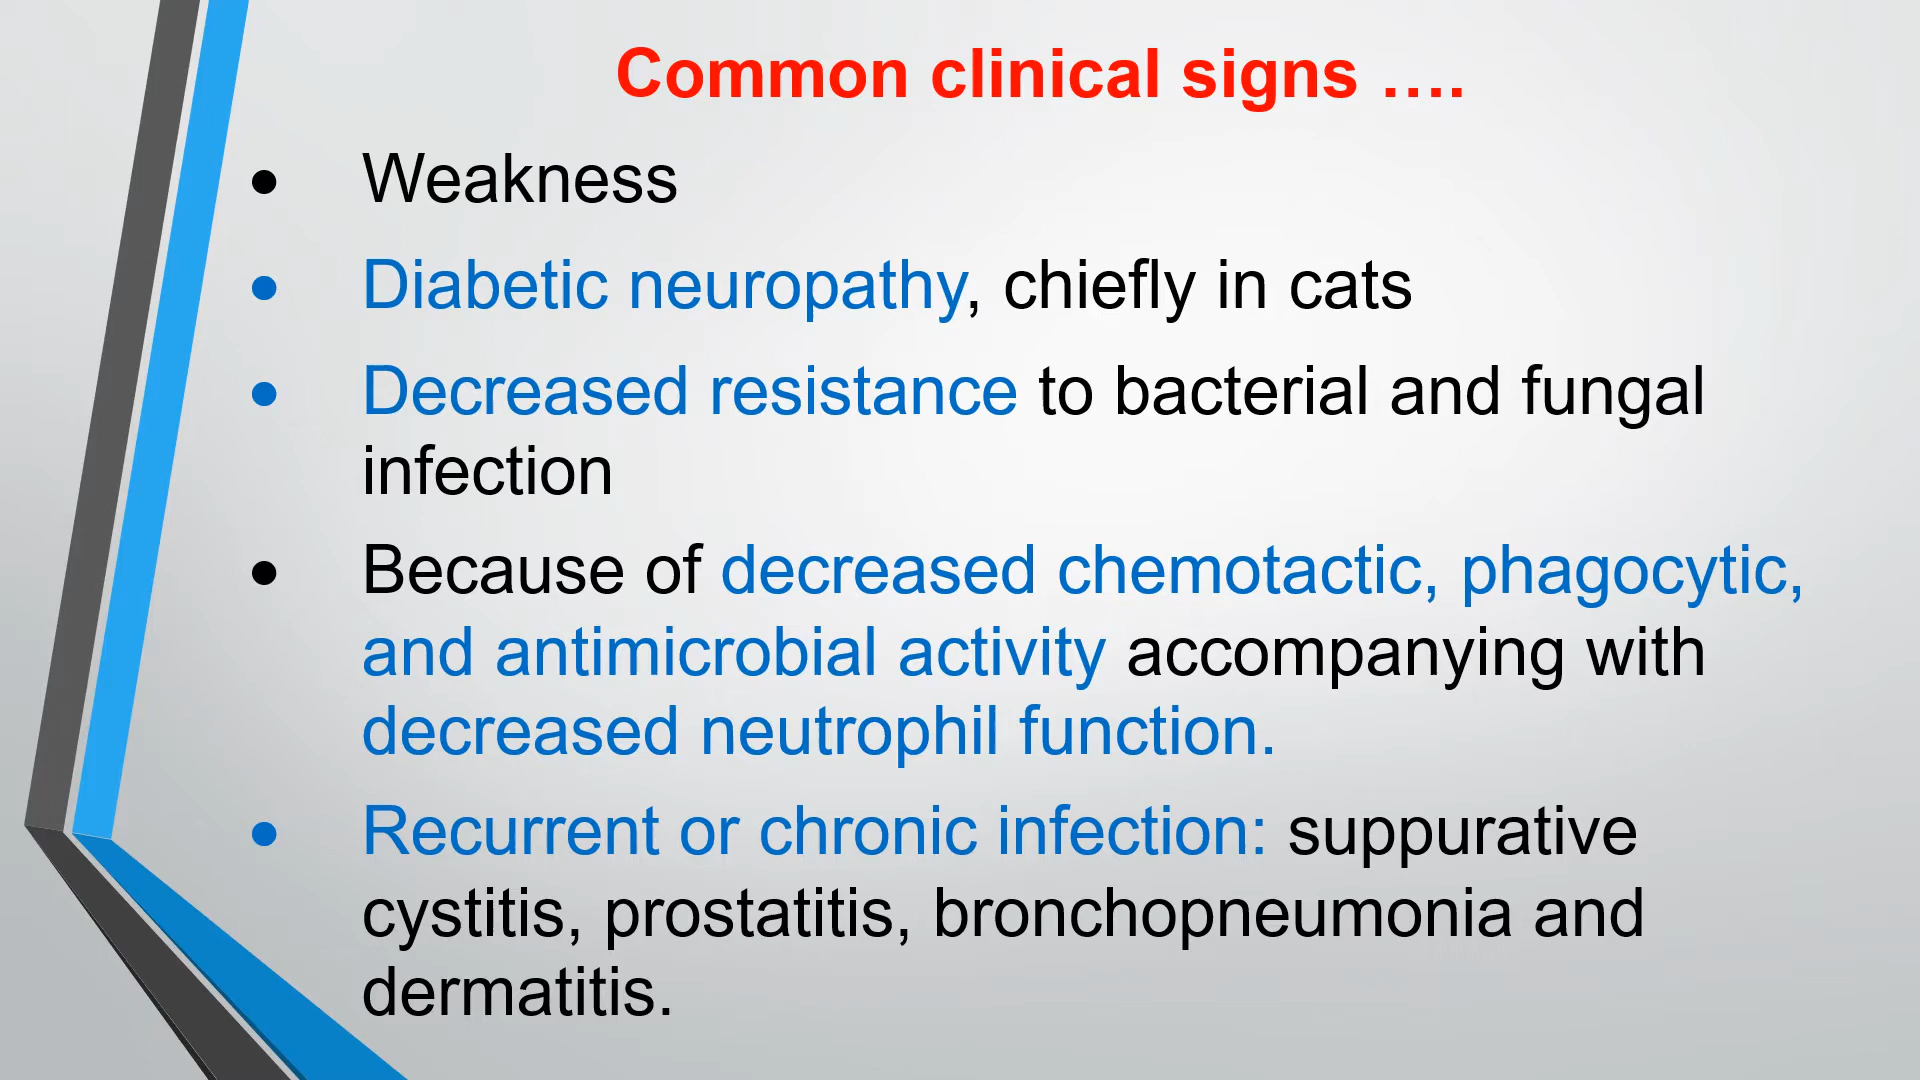 Common clinical signs ….
• Weakness
• Diabetic neuropathy, chiefly in cats
• Decreased resistance to bacterial and fungal
infection
• Because of decreased chemotactic, phagocytic,
and antimicrobial activity accompanying with
decreased neutrophil function.
• Recurrent or chronic infection: suppurative
cystitis, prostatitis, bronchopneumonia and
dermatitis.